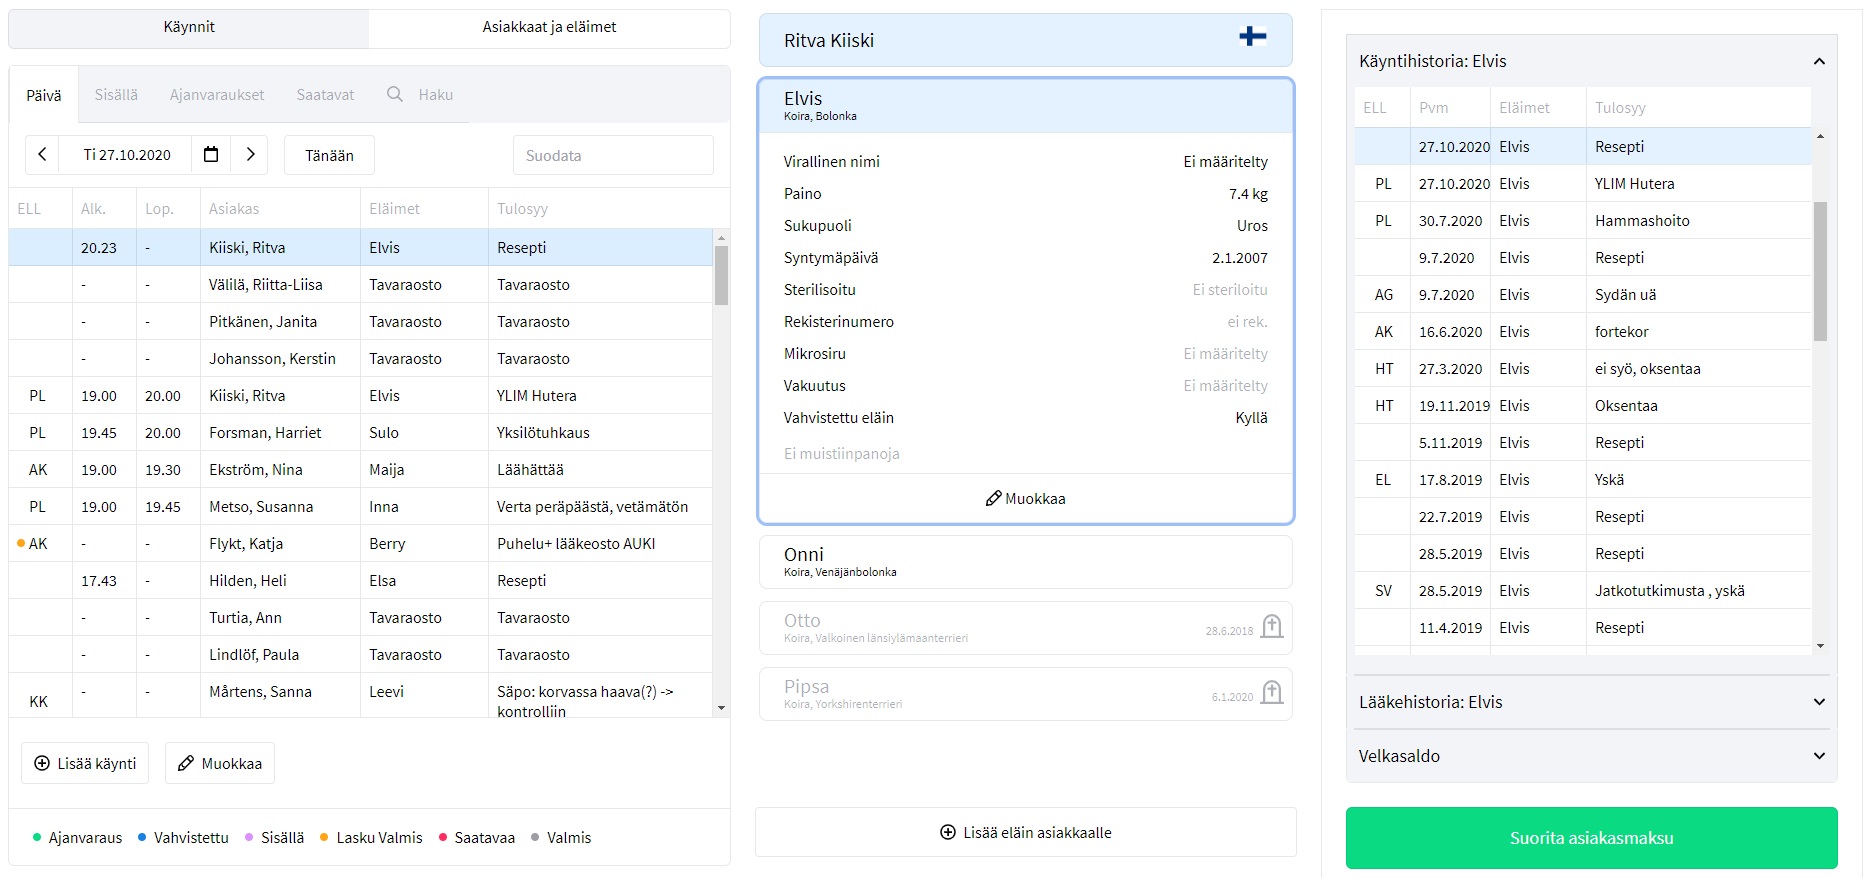 Käynnit
Asiakkaat ja eläimet
Päivä
Sisällä
Ajanvaraukset
Saatavat
Haku
Ti 27.10.2020
Tänään
Suodata
ELL Alk. Lop. Asiakas Eläimet Tulosyy
20.23 - Kiiski, Ritva Elvis Resepti
- - Välilä, Riitta-Liisa Tavaraosto Tavaraosto
- - Pitkänen, Janita Tavaraosto Tavaraosto
- - Johansson, Kerstin Tavaraosto Tavaraosto
PL 19.00 20.00 Kiiski, Ritva Elvis YLIM Hutera
PL 19.45 20.00 Forsman, Harriet Sulo Yksilötuhkaus
AK 19.00 19.30 Ekström, Nina Maija Läähättää
PL 19.00 19.45 Metso, Susanna Inna Verta peräpäästä, vetämätön
AK - - Flykt, Katja Berry Puhelu+ lääkeosto AUKI
17.43 - Hilden, Heli Elsa Resepti
- - Turtia, Ann Tavaraosto Tavaraosto
- - Lindlöf, Paula Tavaraosto Tavaraosto
KK - - Mårtens, Sanna Leevi Säpo: korvassa haava(?) ->
kontrolliin
Lisää käynti
Muokkaa
Ajanvaraus Vahvistettu Sisällä Lasku Valmis Saatavaa Valmis
Ritva Kiiski
Elvis
Koira, Bolonka
Virallinen nimi Ei määritelty
Paino 7.4 kg
Sukupuoli Uros
Syntymäpäivä 2.1.2007
Sterilisoitu Ei steriloitu
Rekisterinumero ei rek.
Mikrosiru Ei määritelty
Vakuutus Ei määritelty
Vahvistettu eläin Kyllä
Ei muistiinpanoja
Muokkaa
Onni
Koira, Venäjänbolonka
Otto
Koira, Valkoinen länsiylämaanterrieri 28.6.2018
Pipsa
Koira, Yorkshirenterrieri 6.1.2020
Lisää eläin asiakkaalle
Käyntihistoria: Elvis
ELL Pvm Eläimet Tulosyy
27.10.2020 Elvis Resepti
PL 27.10.2020 Elvis YLIM Hutera
PL 30.7.2020 Elvis Hammashoito
9.7.2020 Elvis Resepti
AG 9.7.2020 Elvis Sydän uä
AK 16.6.2020 Elvis fortekor
HT 27.3.2020 Elvis ei syö, oksentaa
HT 19.11.2019 Elvis Oksentaa
5.11.2019 Elvis Resepti
EL 17.8.2019 Elvis Yskä
22.7.2019 Elvis Resepti
28.5.2019 Elvis Resepti
SV 28.5.2019 Elvis Jatkotutkimusta , yskä
11.4.2019 Elvis Resepti
Lääkehistoria: Elvis
Velkasaldo
Suorita asiakasmaksu